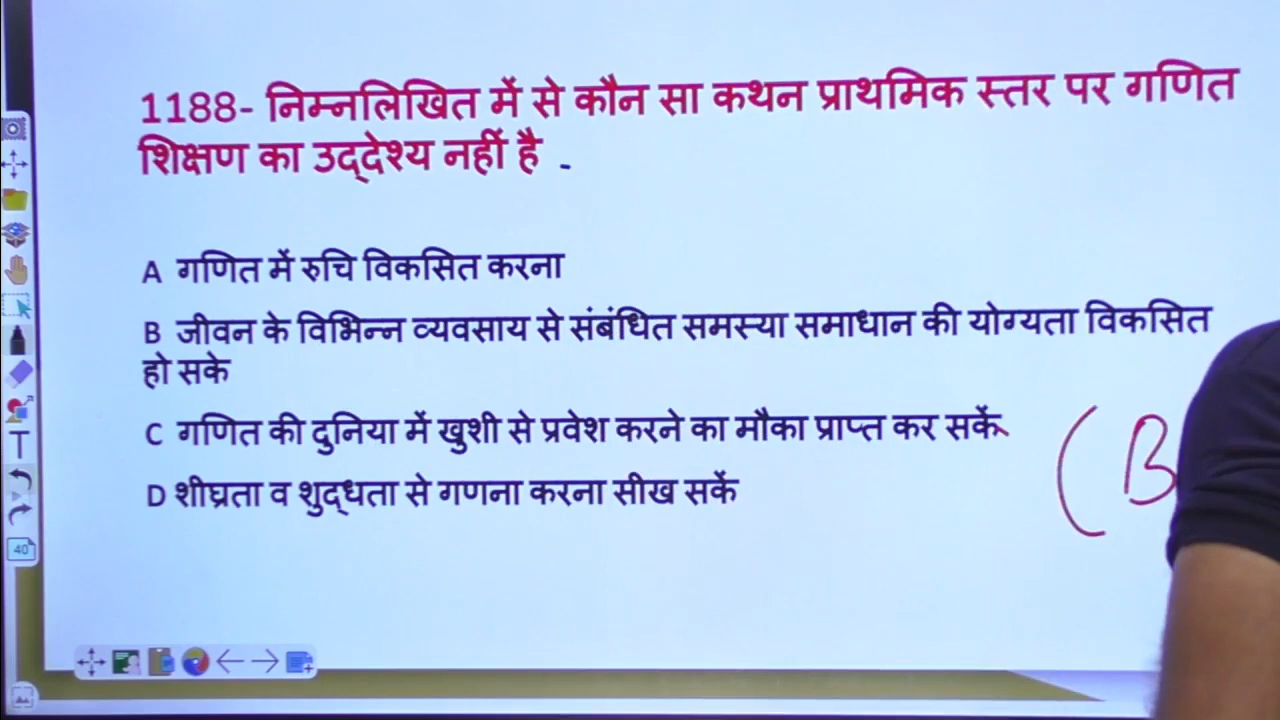 1188- निम्नलिखित में से कौन सा कथन प्राथमिक स्तर पर गणित
शिक्षण का उद्देश्य नहीं है -
A गणित में रुचि विकसित करना
B जीवन के विभिन्न व्यवसाय से संबंधित समस्या समाधान की योग्यता विकसित
हो सके
C गणित की दुनिया में खुशी से प्रवेश करने का मौका प्राप्त कर सकें
D शीघ्रता व शुद्धता से गणना करना सीख सकें
(B
T
40